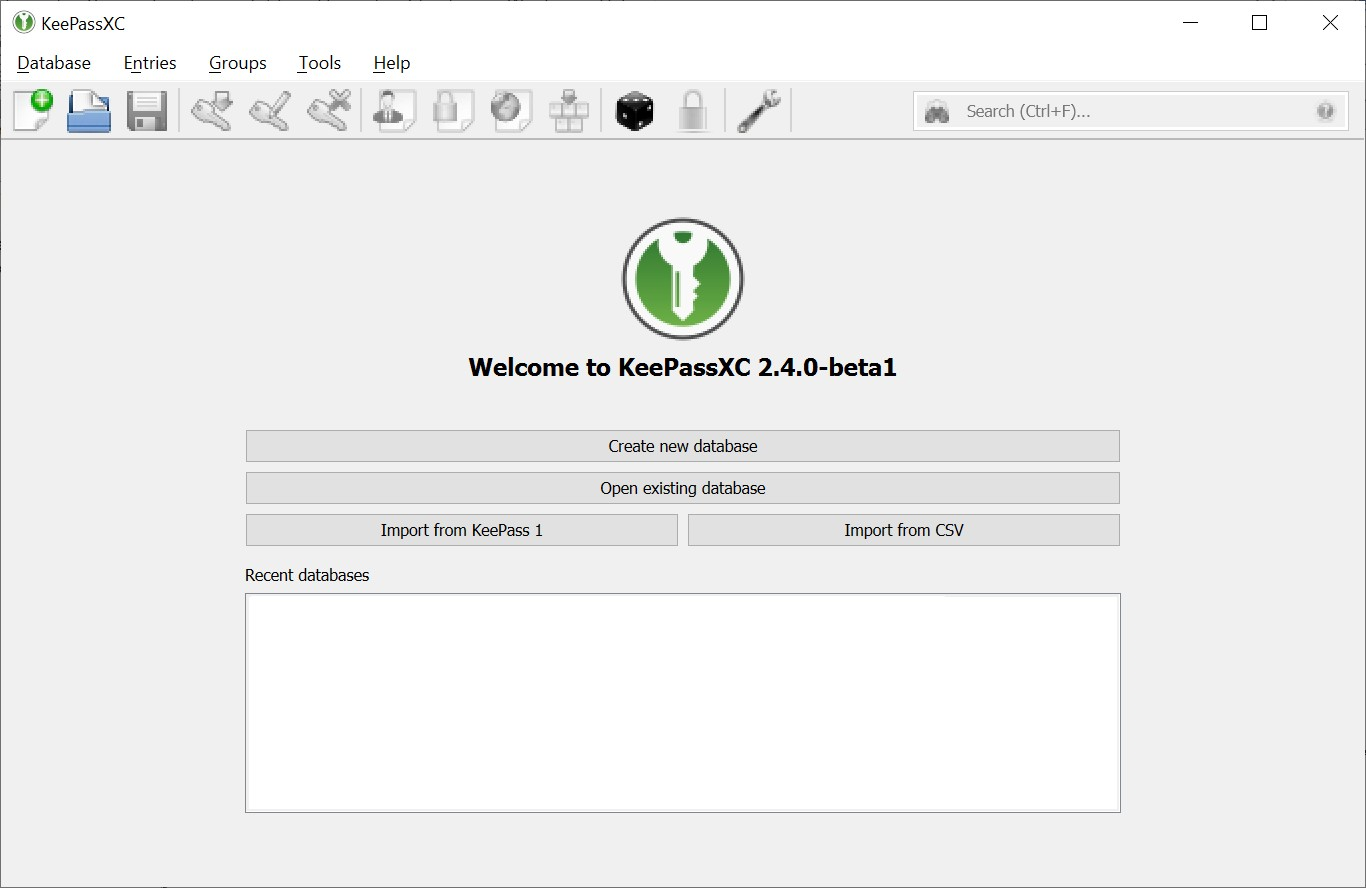 KeePassXC
Database Entries Groups Tools Help
Search (Ctrl+F)...
Welcome to KeePassXC 2.4.0-beta1
Create new database
Open existing database
Import from KeePass 1 Import from CSV
Recent databases